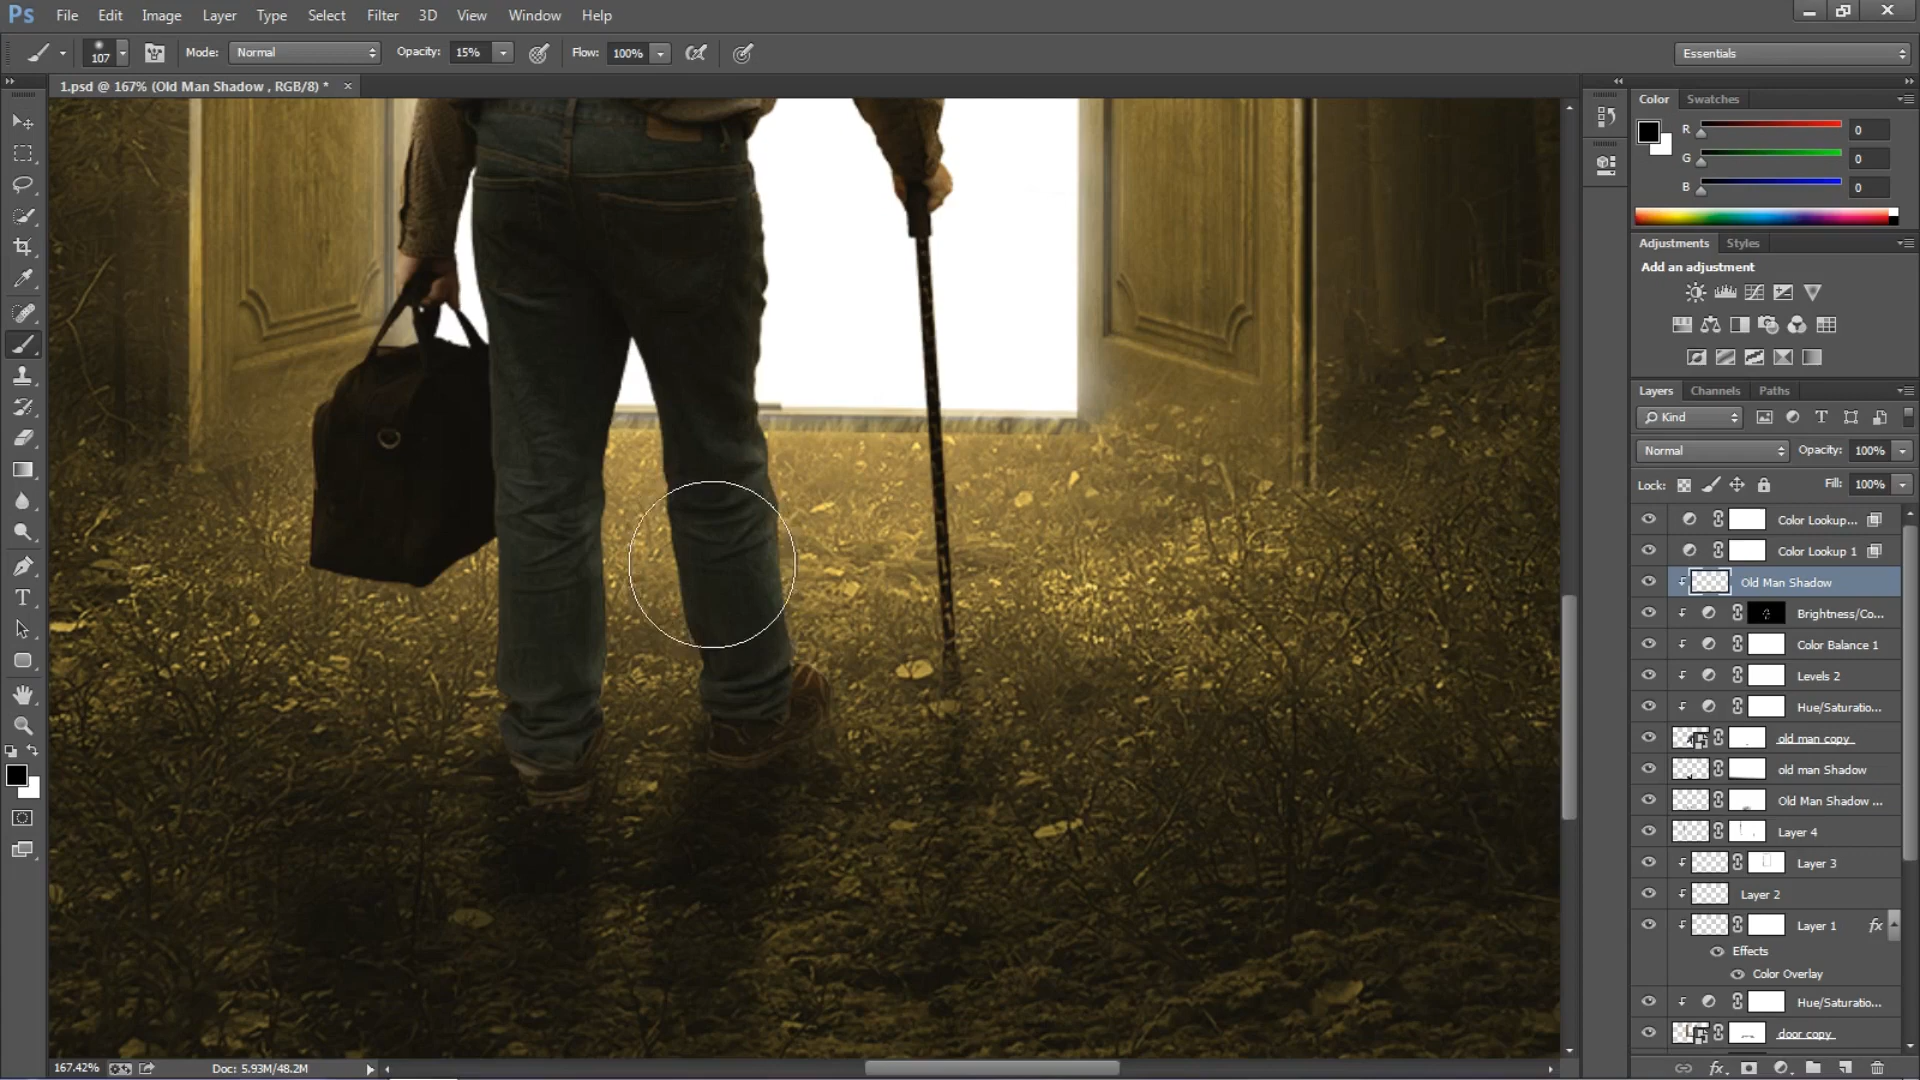 Ps File Edit Image Layer Type Select Filter 3D View Window Help
107 Mode: Normal Opacity: 15% Flow: 100% Essentials
1.psd @ 167% (Old Man Shadow , RGB/8) * ×
Color Swatches
R 0
G 0
B 0
Adjustments Styles
Add an adjustment
Layers Channels Paths
Kind
Normal Opacity: 100%
Lock: Fill: 100%
Color Lookup...
Color Lookup 1
Old Man Shadow
Brightness/Co...
Color Balance 1
Levels 2
Hue/Saturatio...
old man copy
old man Shadow
Old Man Shadow ...
Layer 4
Layer 3
Layer 2
Layer 1 fx
Effects
Color Overlay
Hue/Saturatio...
door copy
167.42% Doc: 5.93M/48.2M fx